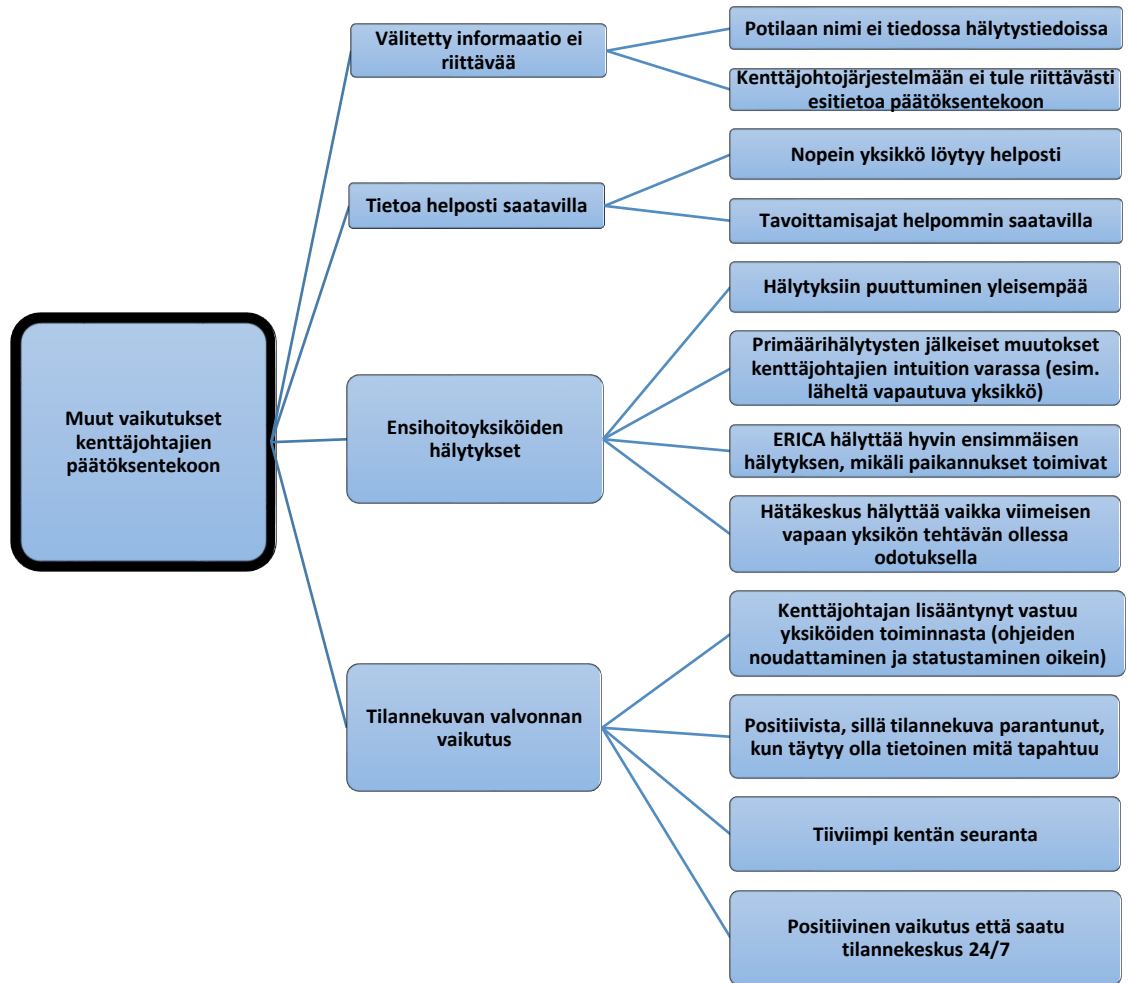 Muut vaikutukset
kenttäjohtajien
päätöksentekoon
Välitetty informaatio ei
riittävää
Potilaan nimi ei tiedossa hälytystiedoissa
Kenttäjohtojärjestelmään ei tule riittävästi
esitietoa päätöksentekoon
Tietoa helposti saatavilla
Nopein yksikkö löytyy helposti
Tavoittamisajat helpommin saatavilla
Ensihoitoyksiköiden
hälytykset
Hälytyksiin puuttuminen yleisempää
Primäärihälytysten jälkeiset muutokset
kenttäjohtajien intuition varassa (esim.
läheltä vapautuva yksikkö)
ERICA hälyttää hyvin ensimmäisen
hälytyksen, mikäli paikannukset toimivat
Hätäkeskus hälyttää vaikka viimeisen
vapaan yksikön tehtävän ollessa
odotuksella
Tilannekuvan valvonnan
vaikutus
Kenttäjohtajan lisääntynyt vastuu
yksiköiden toiminnasta (ohjeiden
noudattaminen ja statustaminen oikein)
Positiivista, sillä tilannekuva parantunut,
kun täytyy olla tietoinen mitä tapahtuu
Tiiviimpi kentän seuranta
Positiivinen vaikutus että saatu
tilannekeskus 24/7